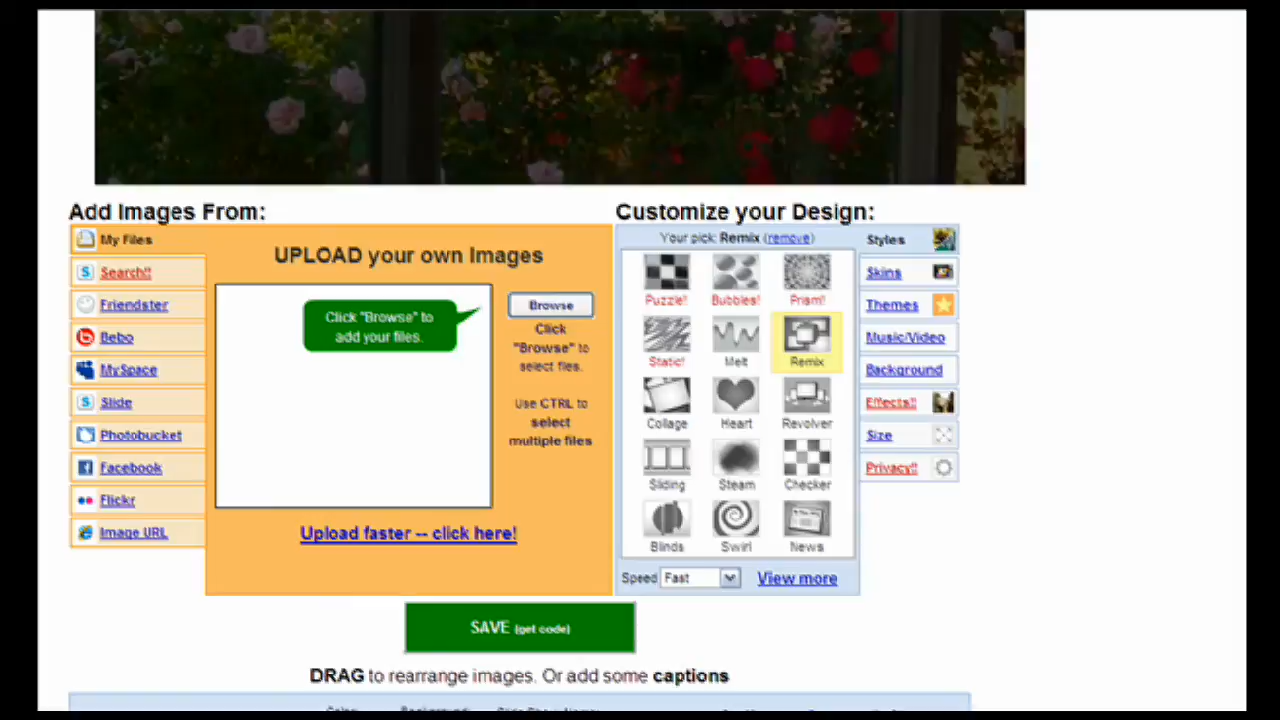 Add Images From:
My Files
Search!!
Friendster
Bebo
MySpace
Slide
Photobucket
Facebook
Flickr
Image URL
UPLOAD your own Images
Click "Browse" to
add your files.
Browse
Click
"Browse" to
select files.
Use CTRL to
select
multiple files
Upload faster -- click here!
Customize your Design:
Your pick: Remix (remove)
Puzzle! Bubbles! Prism!
Static! Melt Remix
Collage Heart Revolver
Sliding Steam Checker
Blinds Swirl News
Speed Fast View more
Styles
Skins
Themes
Music/Video
Background
Effects!!
Size
Privacy!!
SAVE (get code)
DRAG to rearrange images. Or add some captions